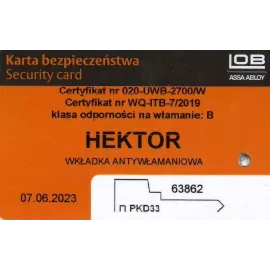 Karta bezpieczeństwa
Security card
LOB
ASSA ABLOY
Certyfikat nr 020-UWB-2700/W
Certyfikat nr WQ-ITB-7/2019
klasa odporności na włamanie: B
HEKTOR
WKŁADKA ANTYWŁAMANIOWA
07.06.2023
63862
⊓ PKD33